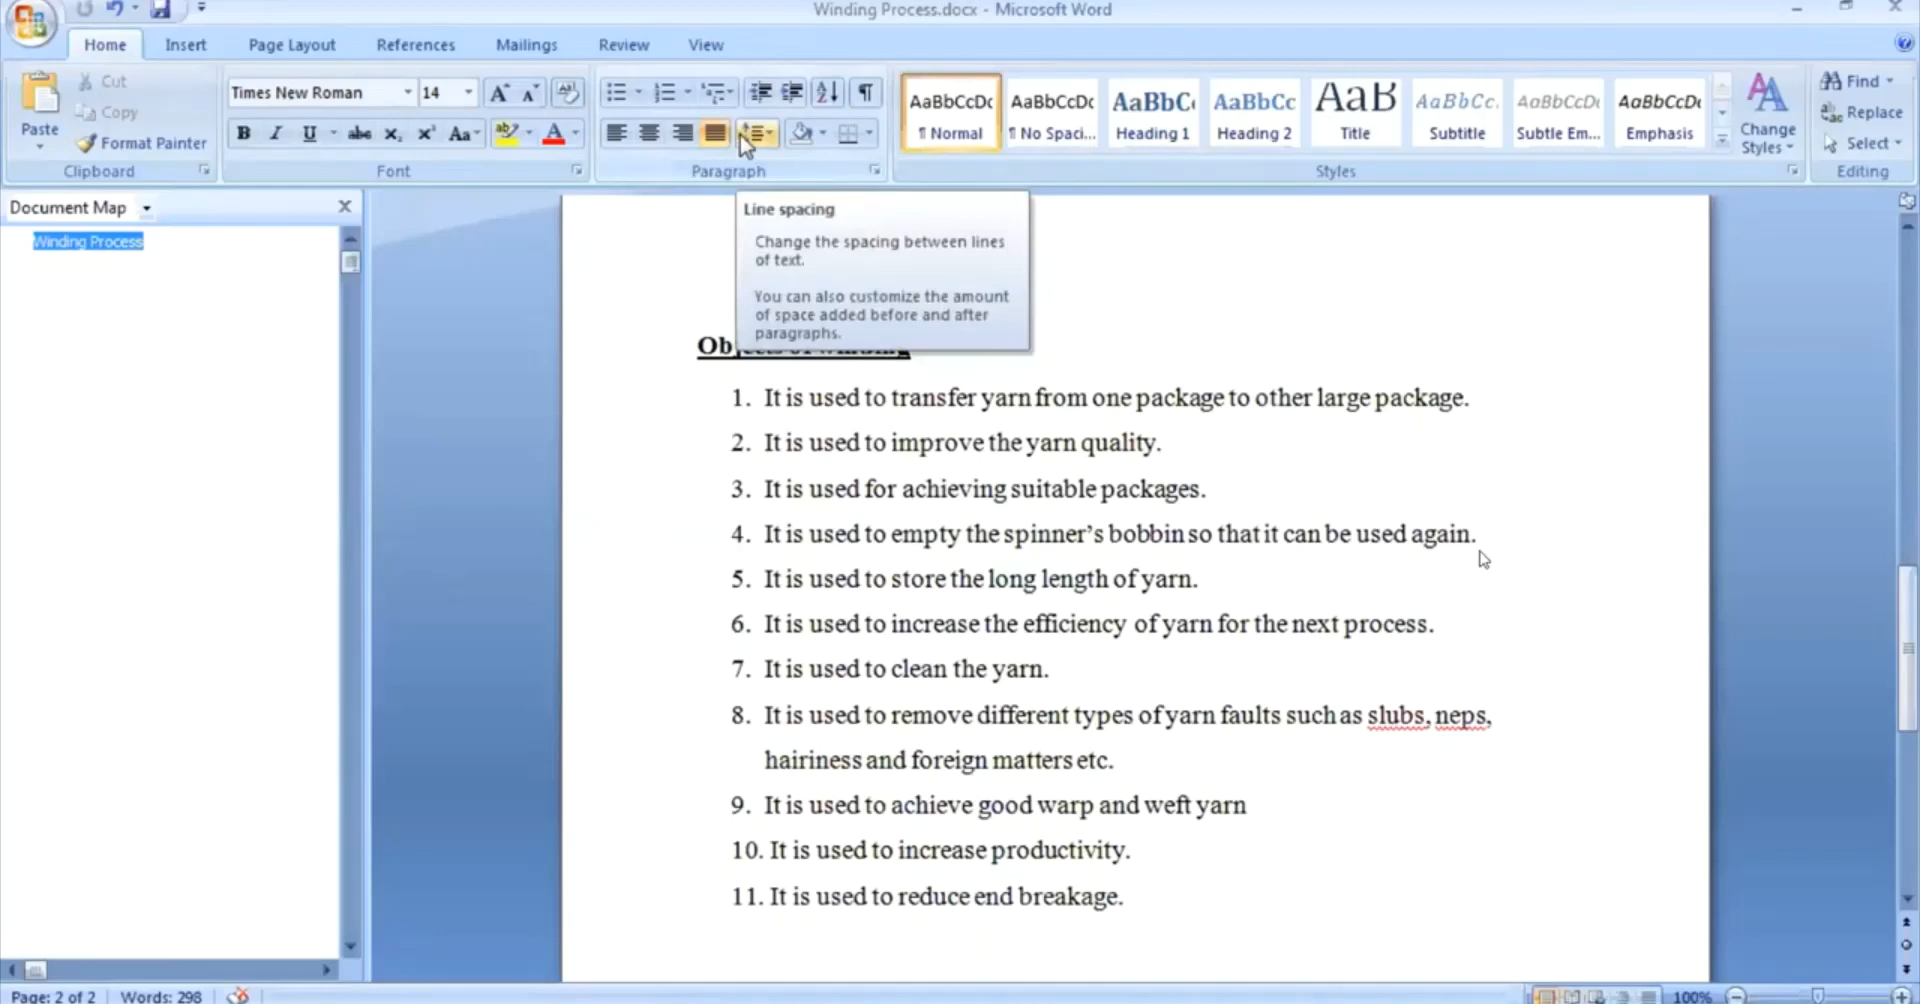 Winding Process.docx - Microsoft Word
Home Insert Page Layout References Mailings Review View
Paste
Cut
Copy
Format Painter
Clipboard
Times New Roman 14
B I U abc X₂ X² Aa A
Font
Paragraph
AaBbCcDc AaBbCcDc AaBbC AaBbCc AaB AaBbCc. AaBbCcDc AaBbCcDc
¶ Normal ¶ No Spaci... Heading 1 Heading 2 Title Subtitle Subtle Em... Emphasis
Change Styles
Styles
Find
Replace
Select
Editing
Document Map
Winding Process
Line spacing
Change the spacing between lines
of text.
You can also customize the amount
of space added before and after
paragraphs.
1. It is used to transfer yarn from one package to other large package.
2. It is used to improve the yarn quality.
3. It is used for achieving suitable packages.
4. It is used to empty the spinner’s bobbin so that it can be used again.
5. It is used to store the long length of yarn.
6. It is used to increase the efficiency of yarn for the next process.
7. It is used to clean the yarn.
8. It is used to remove different types of yarn faults such as slubs, neps,
hairiness and foreign matters etc.
9. It is used to achieve good warp and weft yarn
10. It is used to increase productivity.
11. It is used to reduce end breakage.
Page: 2 of 2 Words: 298 100%